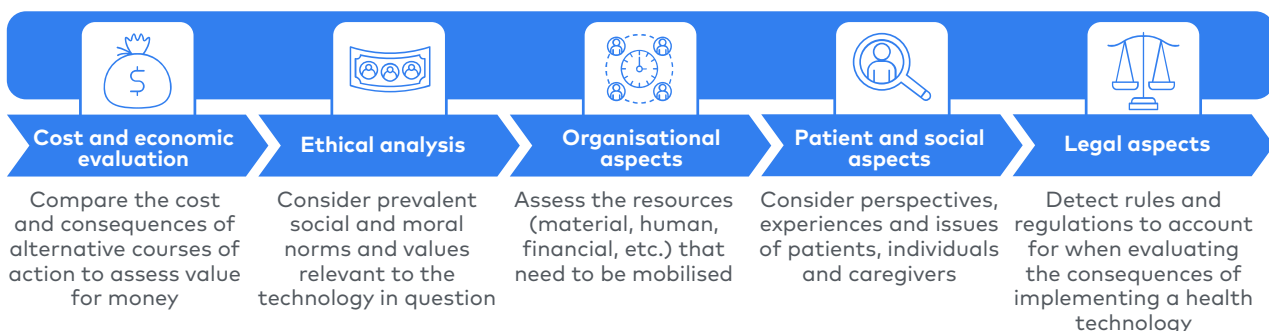 $
Cost and economic
evaluation
Compare the cost
and consequences of
alternative courses of
action to assess value
for money
Ethical analysis
Consider prevalent
social and moral
norms and values
relevant to the
technology in question
Organisational
aspects
Assess the resources
(material, human,
financial, etc.) that
need to be mobilised
Patient and social
aspects
Consider perspectives,
experiences and issues
of patients, individuals
and caregivers
Legal aspects
Detect rules and
regulations to account
for when evaluating
the consequences of
implementing a health
technology